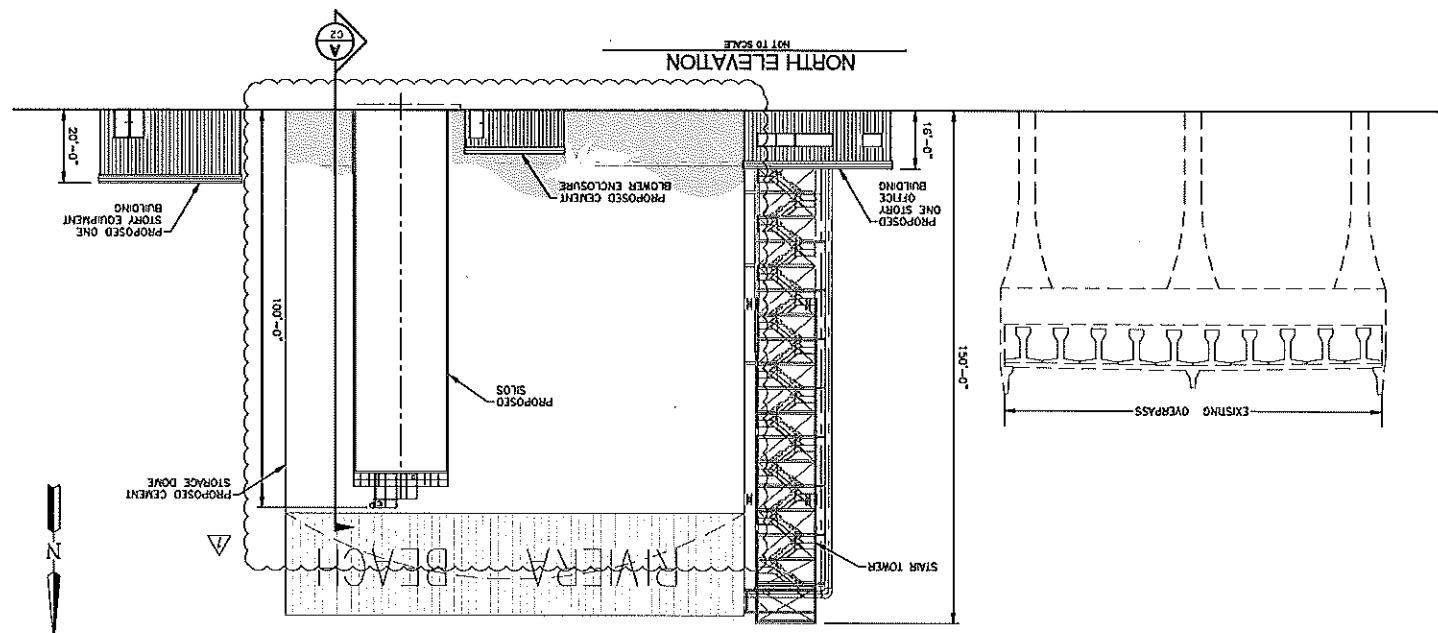 EXISTING OVERPASS
150'-0"
STAIR TOWER
RIVIERA
BEACH
N
1
PROPOSED CEMENT
STORAGE DOME
PROPOSED
SILOS
100'-0"
PROPOSED
ONE STORY
OFFICE
BUILDING
16'-0"
PROPOSED CEMENT
BLOWER ENCLOSURE
PROPOSED ONE
STORY EQUIPMENT
BUILDING
20'-0"
NORTH ELEVATION
NOT TO SCALE
A
C2